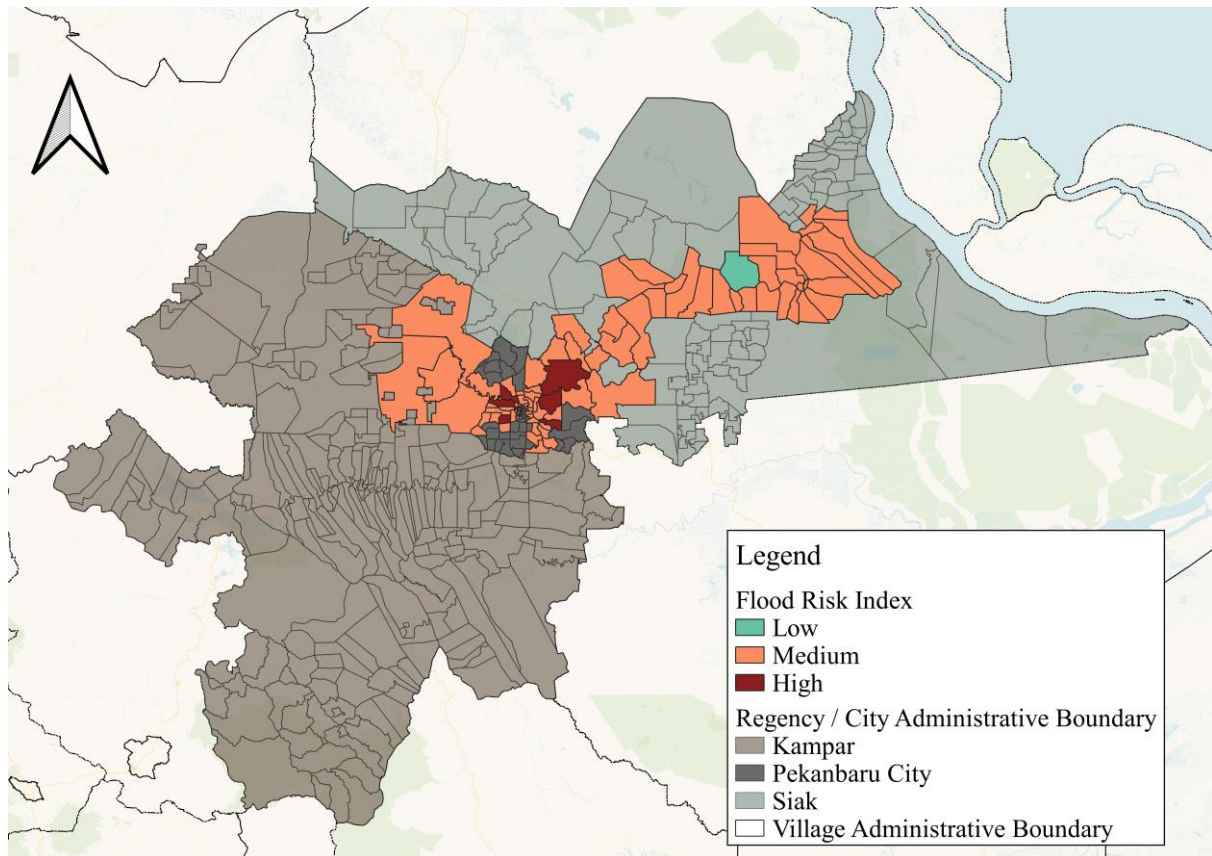 Legend
Flood Risk Index
Low
Medium
High
Regency / City Administrative Boundary
Kampar
Pekanbaru City
Siak
Village Administrative Boundary